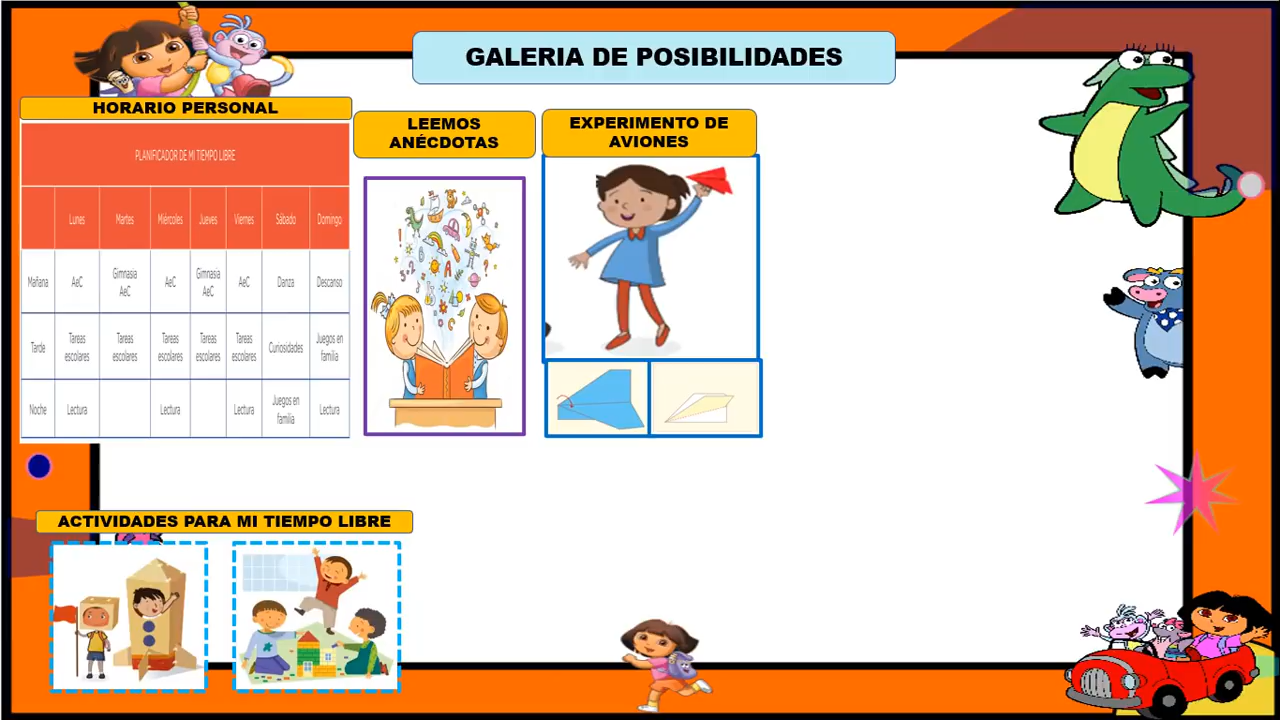 GALERIA DE POSIBILIDADES
HORARIO PERSONAL
PLANIFICADOR DE MI TIEMPO LIBRE
Lunes Martes Miércoles Jueves Viernes Sábado Domingo
Mañana AeC Gimnasia AeC AeC Gimnasia AeC AeC Danza Descanso
Tarde Tareas escolares Tareas escolares Tareas escolares Tareas escolares Tareas escolares Curiosidades Juegos en familia
Noche Lectura Lectura Lectura Juegos en familia Lectura
LEEMOS
ANÉCDOTAS
EXPERIMENTO DE
AVIONES
ACTIVIDADES PARA MI TIEMPO LIBRE